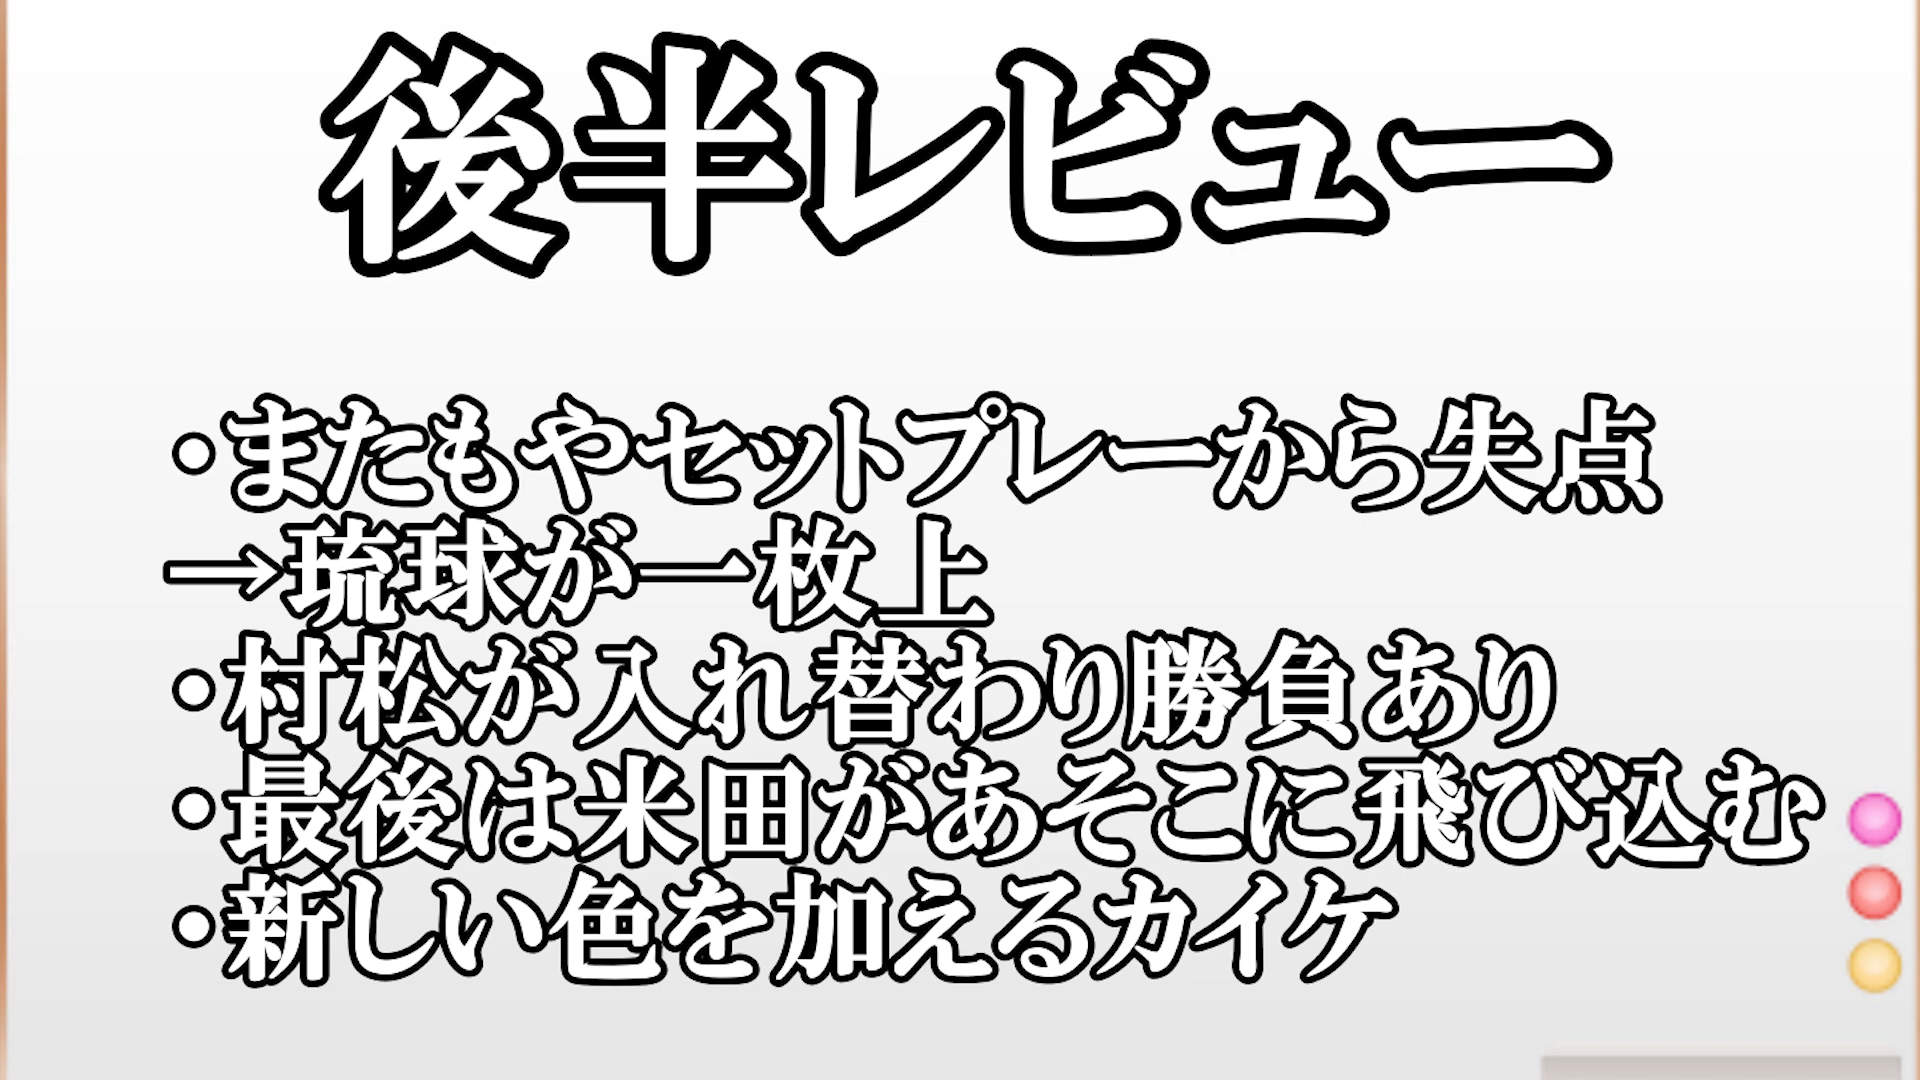 後半レビュー
・またもやセットプレーから失点
→琉球が一枚上
・村松が入れ替わり勝負あり
・最後は米田があそこに飛び込む
・新しい色を加えるカイケ